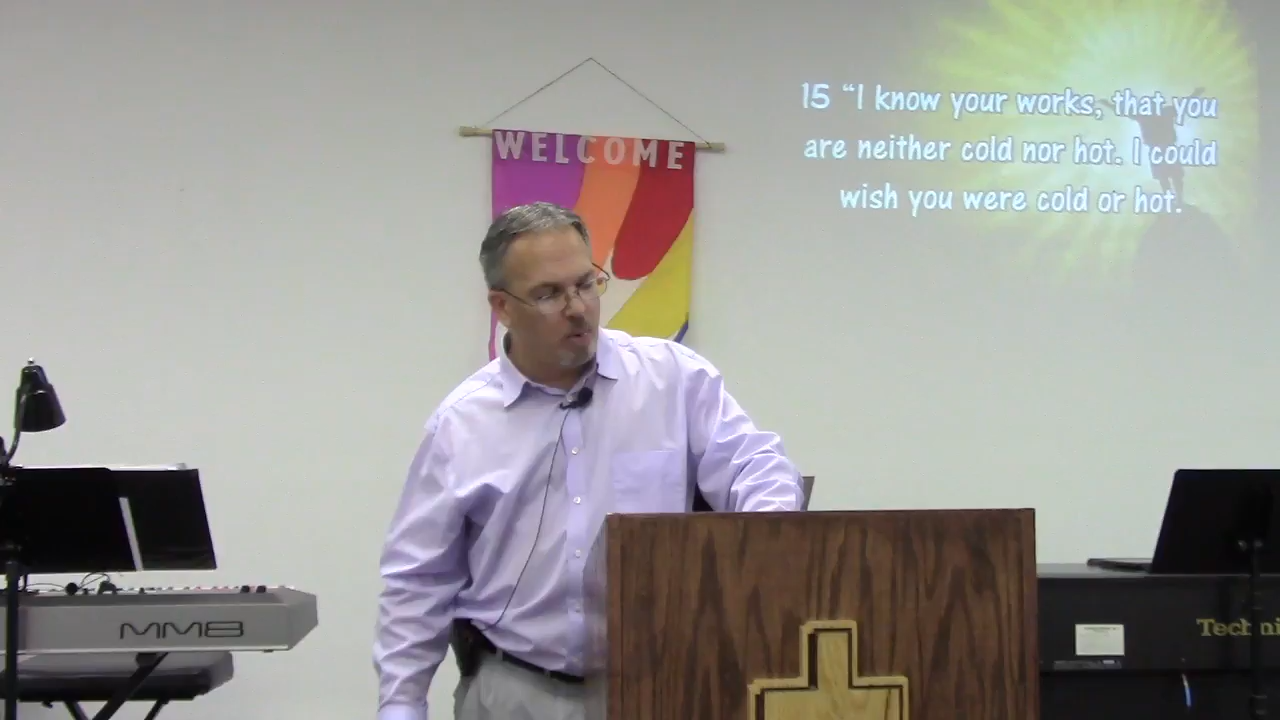 WELCOME
15 “I know your works, that you
are neither cold nor hot. I could
wish you were cold or hot.
MM8
Techni